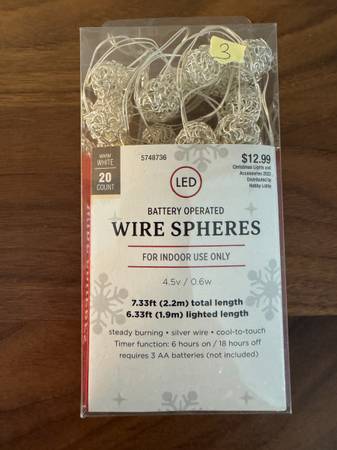 3
WARM
WHITE
20
COUNT
5748736
$12.99
Christmas Lights and
Accessories 2022
Distributed by
Hobby Lobby
LED
BATTERY OPERATED
WIRE SPHERES
FOR INDOOR USE ONLY
4.5v / 0.6w
7.33ft (2.2m) total length
6.33ft (1.9m) lighted length
steady burning • silver wire • cool-to-touch
Timer function: 6 hours on / 18 hours off
requires 3 AA batteries (not included)